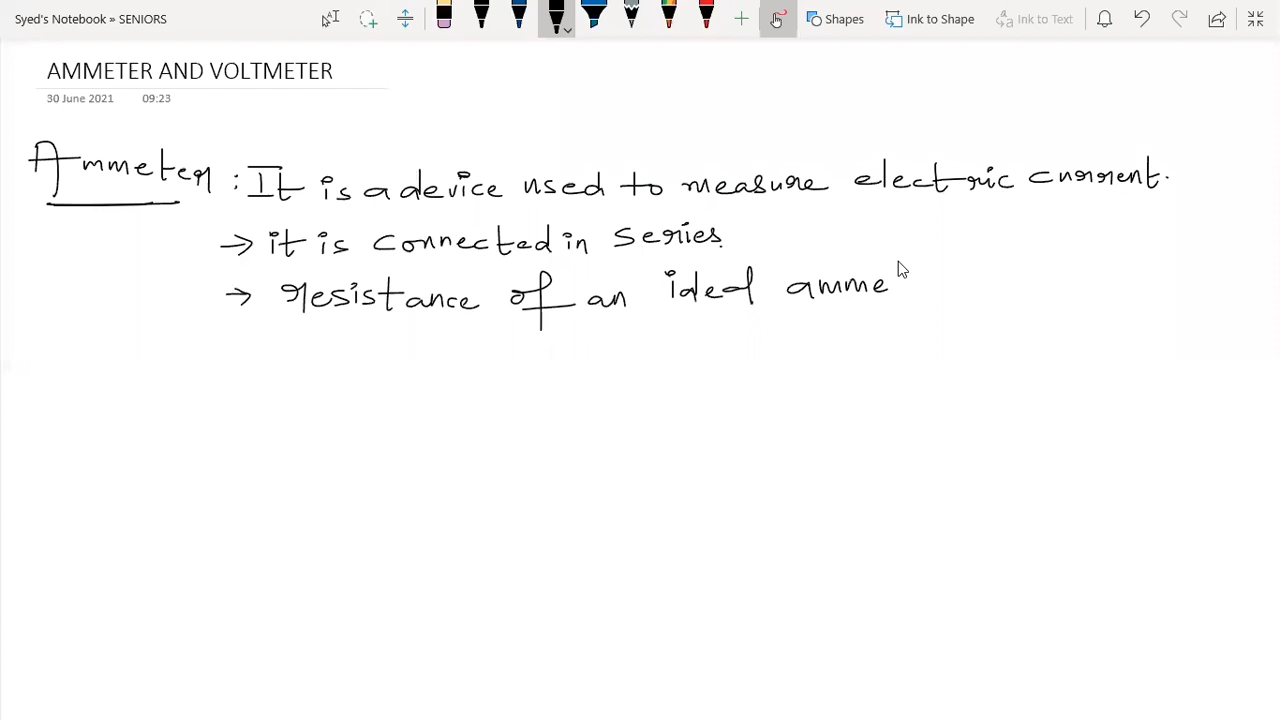 Syed's Notebook » SENIORS
Shapes
Ink to Shape
Ink to Text
AMMETER AND VOLTMETER
30 June 2021 09:23
Ammeter : It is a device used to measure electric current.
→ it is connected in series.
→ resistance of an ideal amme